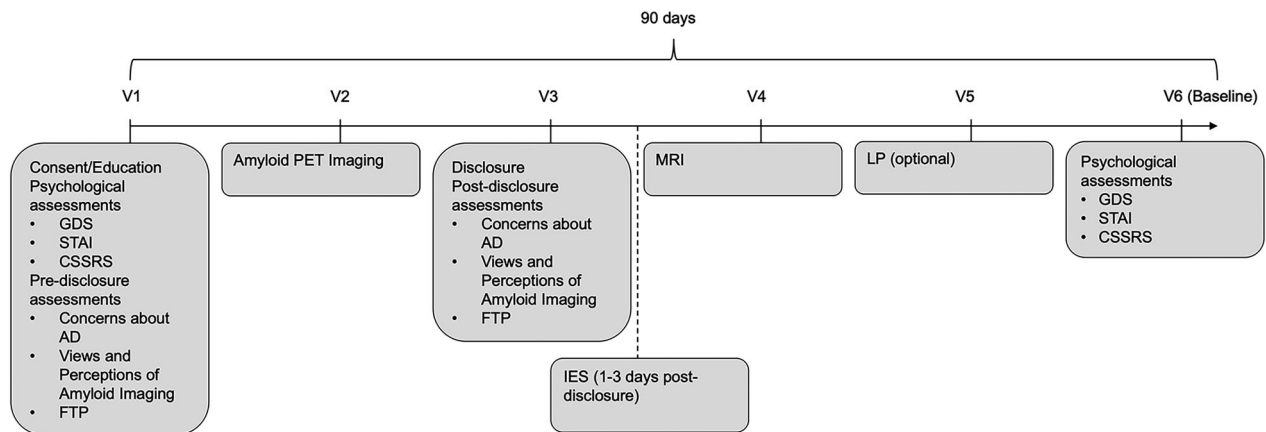 90 days
V1
V2
V3
V4
V5
V6 (Baseline)
Consent/Education
Psychological
assessments
• GDS
• STAI
• CSSRS
Pre-disclosure
assessments
• Concerns about
AD
• Views and
Perceptions of
Amyloid Imaging
• FTP
Amyloid PET Imaging
Disclosure
Post-disclosure
assessments
• Concerns about
AD
• Views and
Perceptions of
Amyloid Imaging
• FTP
IES (1-3 days post-
disclosure)
MRI
LP (optional)
Psychological
assessments
• GDS
• STAI
• CSSRS